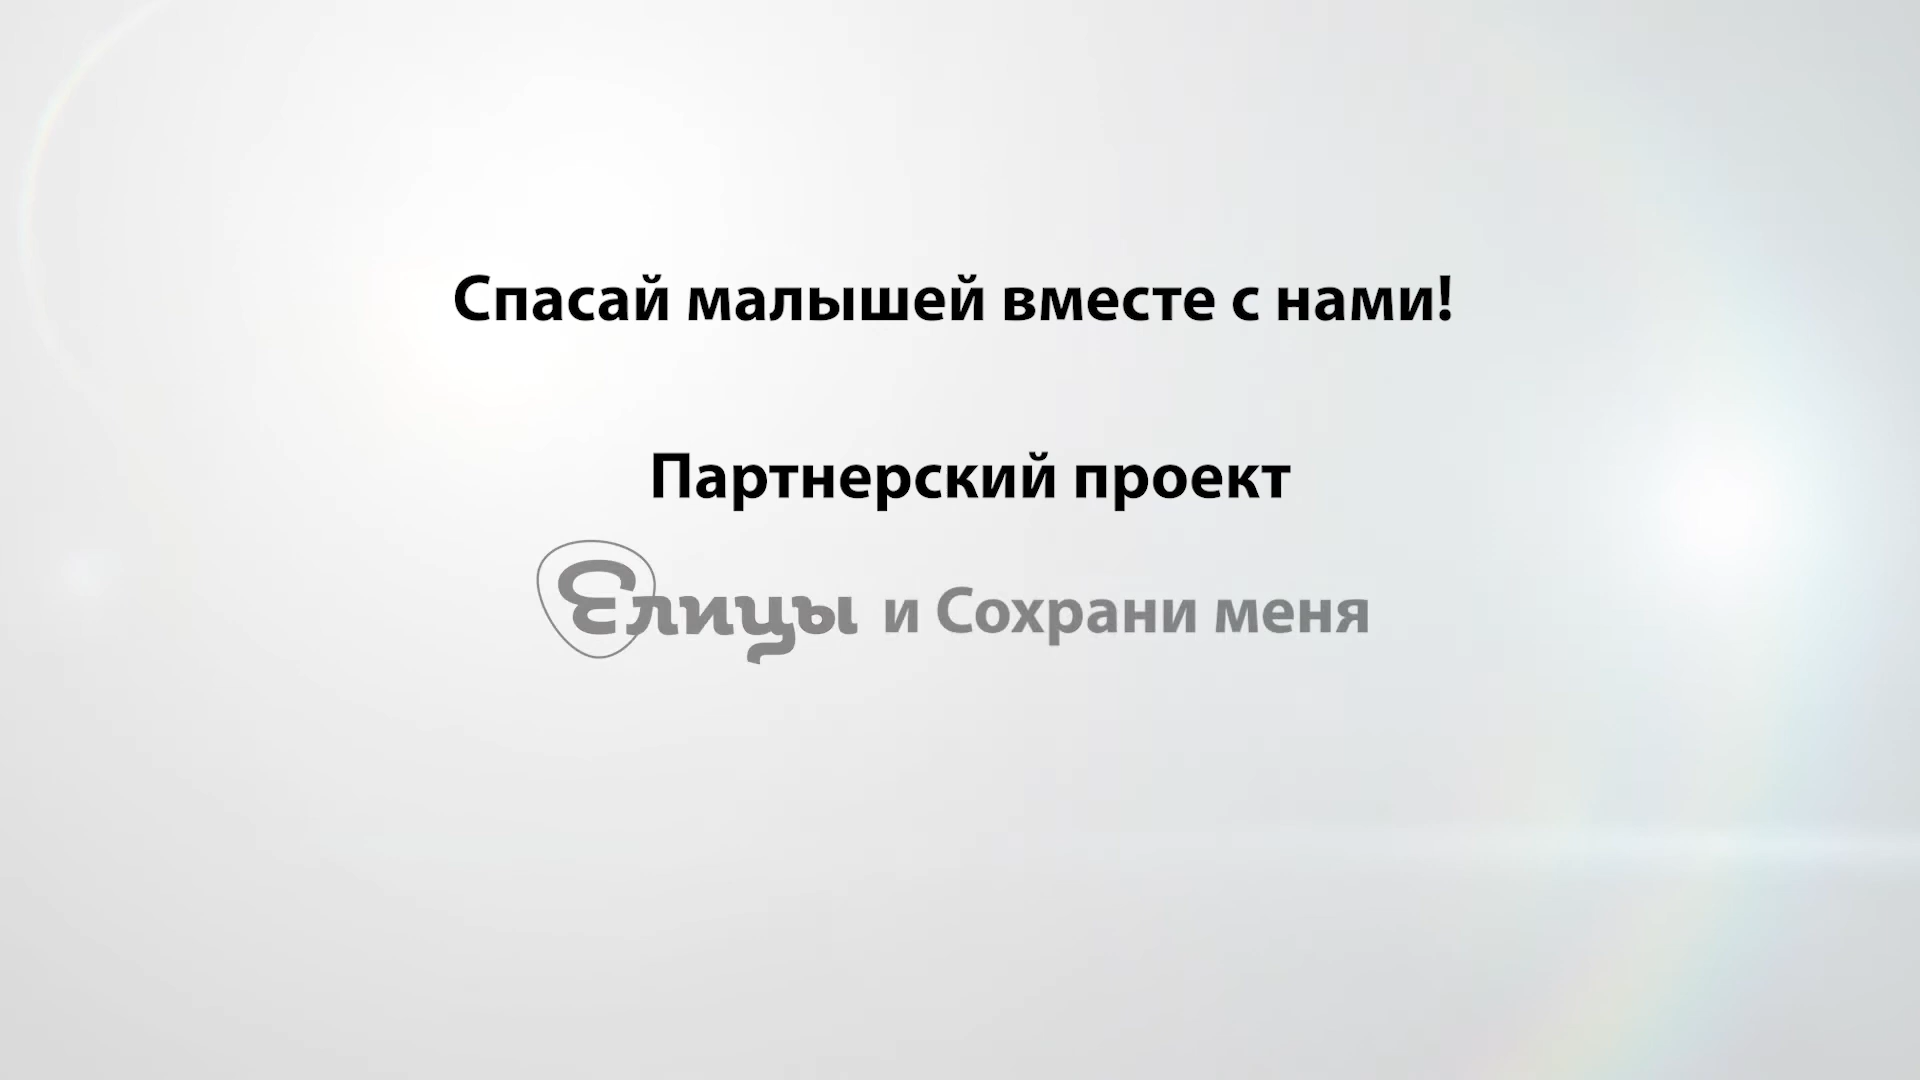 Спасай малышей вместе с нами!
Партнерский проект
Елицы и Сохрани меня